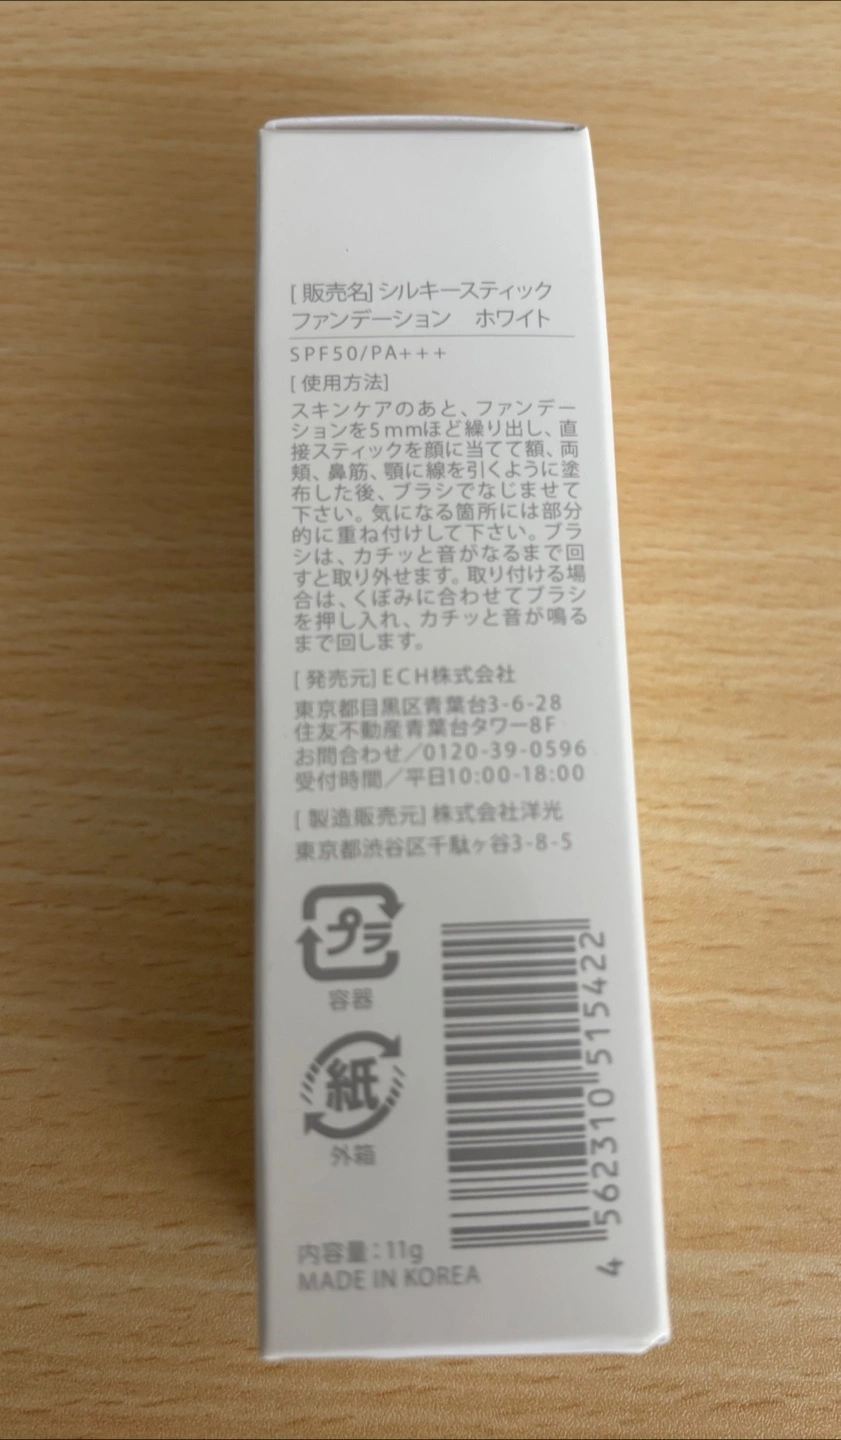 [販売名]シルキースティック
ファンデーション ホワイト
SPF50/PA+++
[使用方法]
スキンケアのあと、ファンデー
ションを5mmほど繰り出し、直
接スティックを顔に当てて額、両
頬、鼻筋、顎に線を引くように塗
布した後、ブラシでなじませて
下さい。気になる箇所には部分
的に重ね付けして下さい。ブラ
シは、カチッと音がなるまで回
すと取り外せます。取り付ける場
合は、くぼみに合わせてブラシ
を押し入れ、カチッと音が鳴る
まで回します。
[発売元]ECH株式会社
東京都目黒区青葉台3-6-28
住友不動産青葉台タワー8F
お問合わせ/0120-39-0596
受付時間/平日10:00-18:00
[製造販売元]株式会社洋光
東京都渋谷区千駄ヶ谷3-8-5
プラ
容器
紙
外箱
4562310515422
内容量:11g
MADE IN KOREA